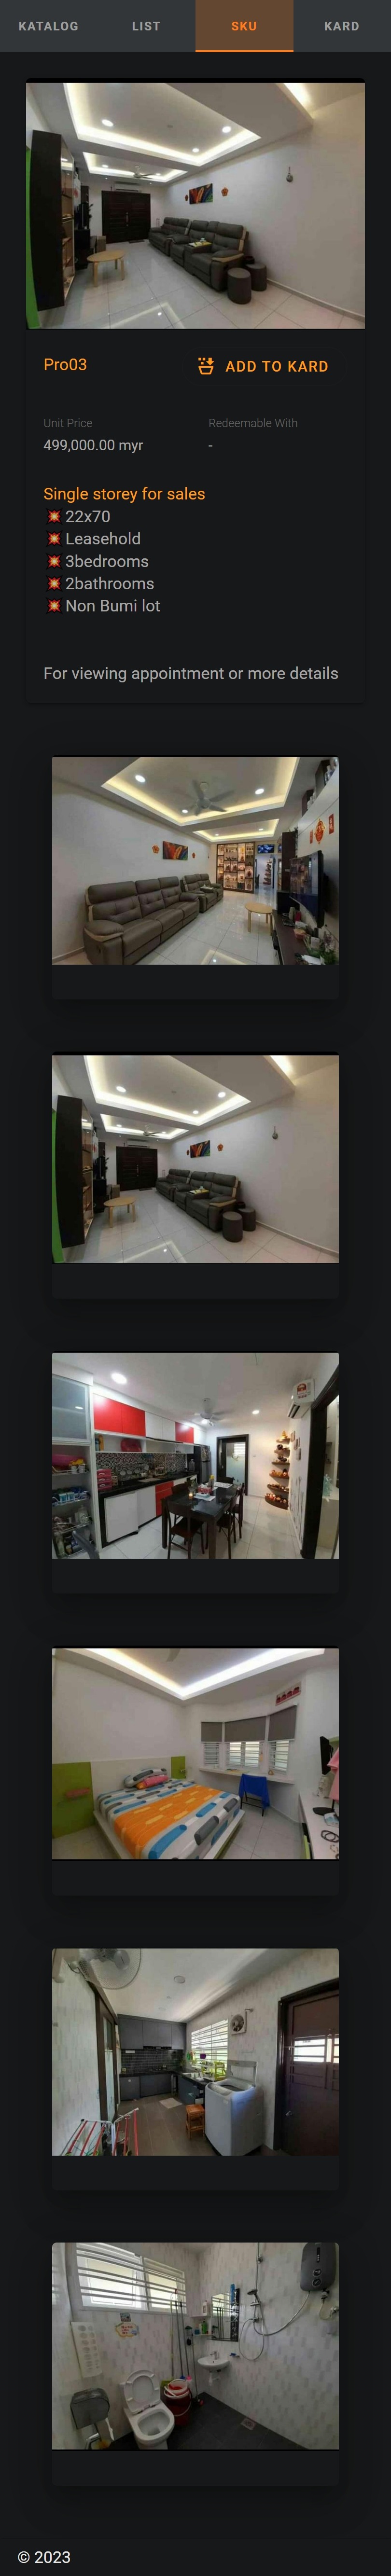 KATALOG
LIST
SKU
KARD
Pro03
ADD TO KARD
Unit Price
Redeemable With
499,000.00 myr
-
Single storey for sales
💥22x70
💥Leasehold
💥3bedrooms
💥2bathrooms
💥Non Bumi lot
For viewing appointment or more details
© 2023